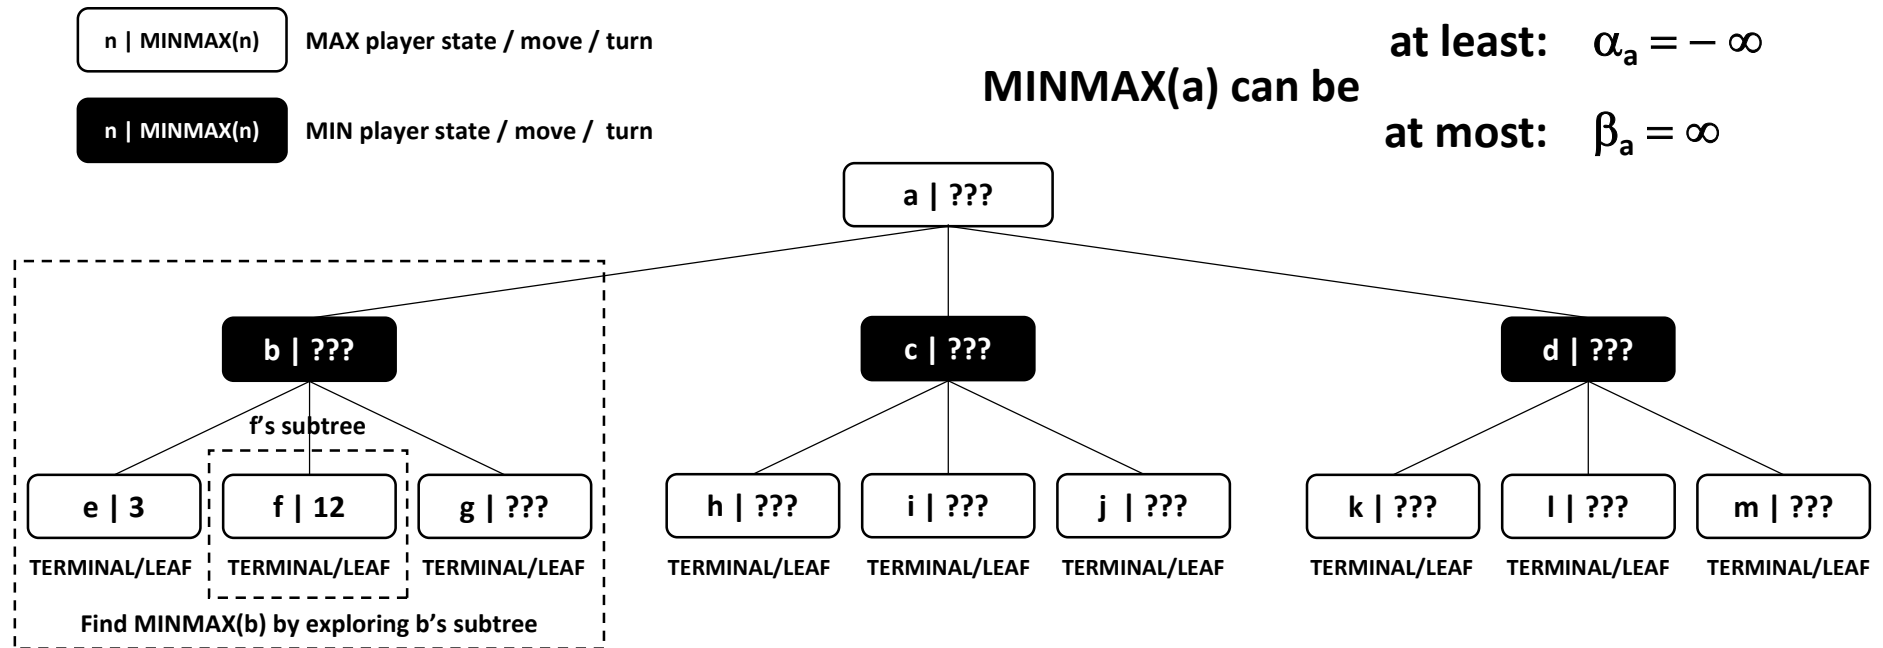 n | MINMAX(n) MAX player state / move / turn
n | MINMAX(n) MIN player state / move / turn
at least: αₐ = − ∞
MINMAX(a) can be
at most: βₐ = ∞
a | ???
b | ??? c | ??? d | ???
f's subtree
e | 3 f | 12 g | ??? h | ??? i | ??? j | ??? k | ??? l | ??? m | ???
TERMINAL/LEAF TERMINAL/LEAF TERMINAL/LEAF TERMINAL/LEAF TERMINAL/LEAF TERMINAL/LEAF TERMINAL/LEAF TERMINAL/LEAF TERMINAL/LEAF
Find MINMAX(b) by exploring b's subtree